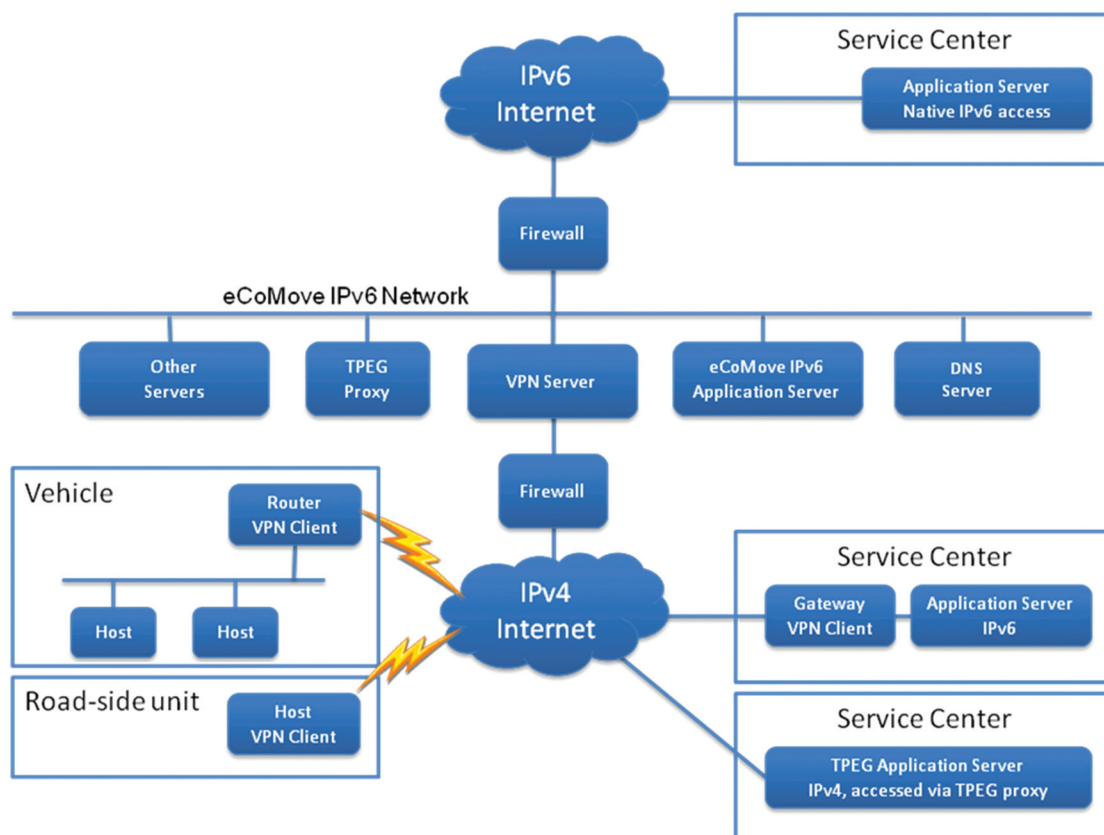 IPv6
Internet
Service Center
Application Server
Native IPv6 access
Firewall
eCoMove IPv6 Network
Other
Servers
TPEG
Proxy
VPN Server
eCoMove IPv6
Application Server
DNS
Server
Firewall
Vehicle
Router
VPN Client
Host
Host
Road-side unit
Host
VPN Client
IPv4
Internet
Service Center
Gateway
VPN Client
Application Server
IPv6
Service Center
TPEG Application Server
IPv4, accessed via TPEG proxy